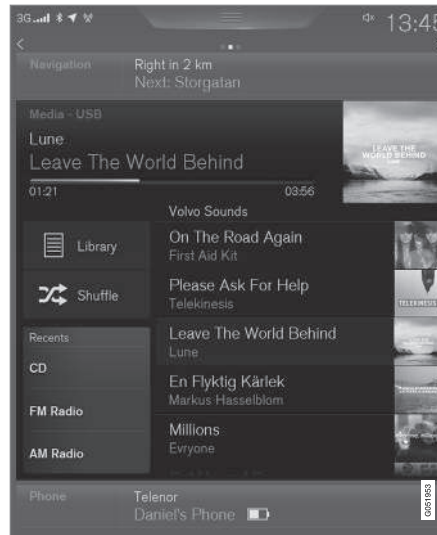 3G 13:45
Navigation
Right in 2 km
Next: Storgatan
Media - USB
Lune
Leave The World Behind
01:21 03:56
LEAVE THE
WORLD BEHIND
Volvo Sounds
Library
Shuffle
On The Road Again
First Aid Kit
Please Ask For Help
Telekinesis
TELEKINESIS
Leave The World Behind
Lune
En Flyktig Kärlek
Markus Hasselblom
Millions
Evryone
Recents
CD
FM Radio
AM Radio
Phone
Telenor
Daniel's Phone
G051953